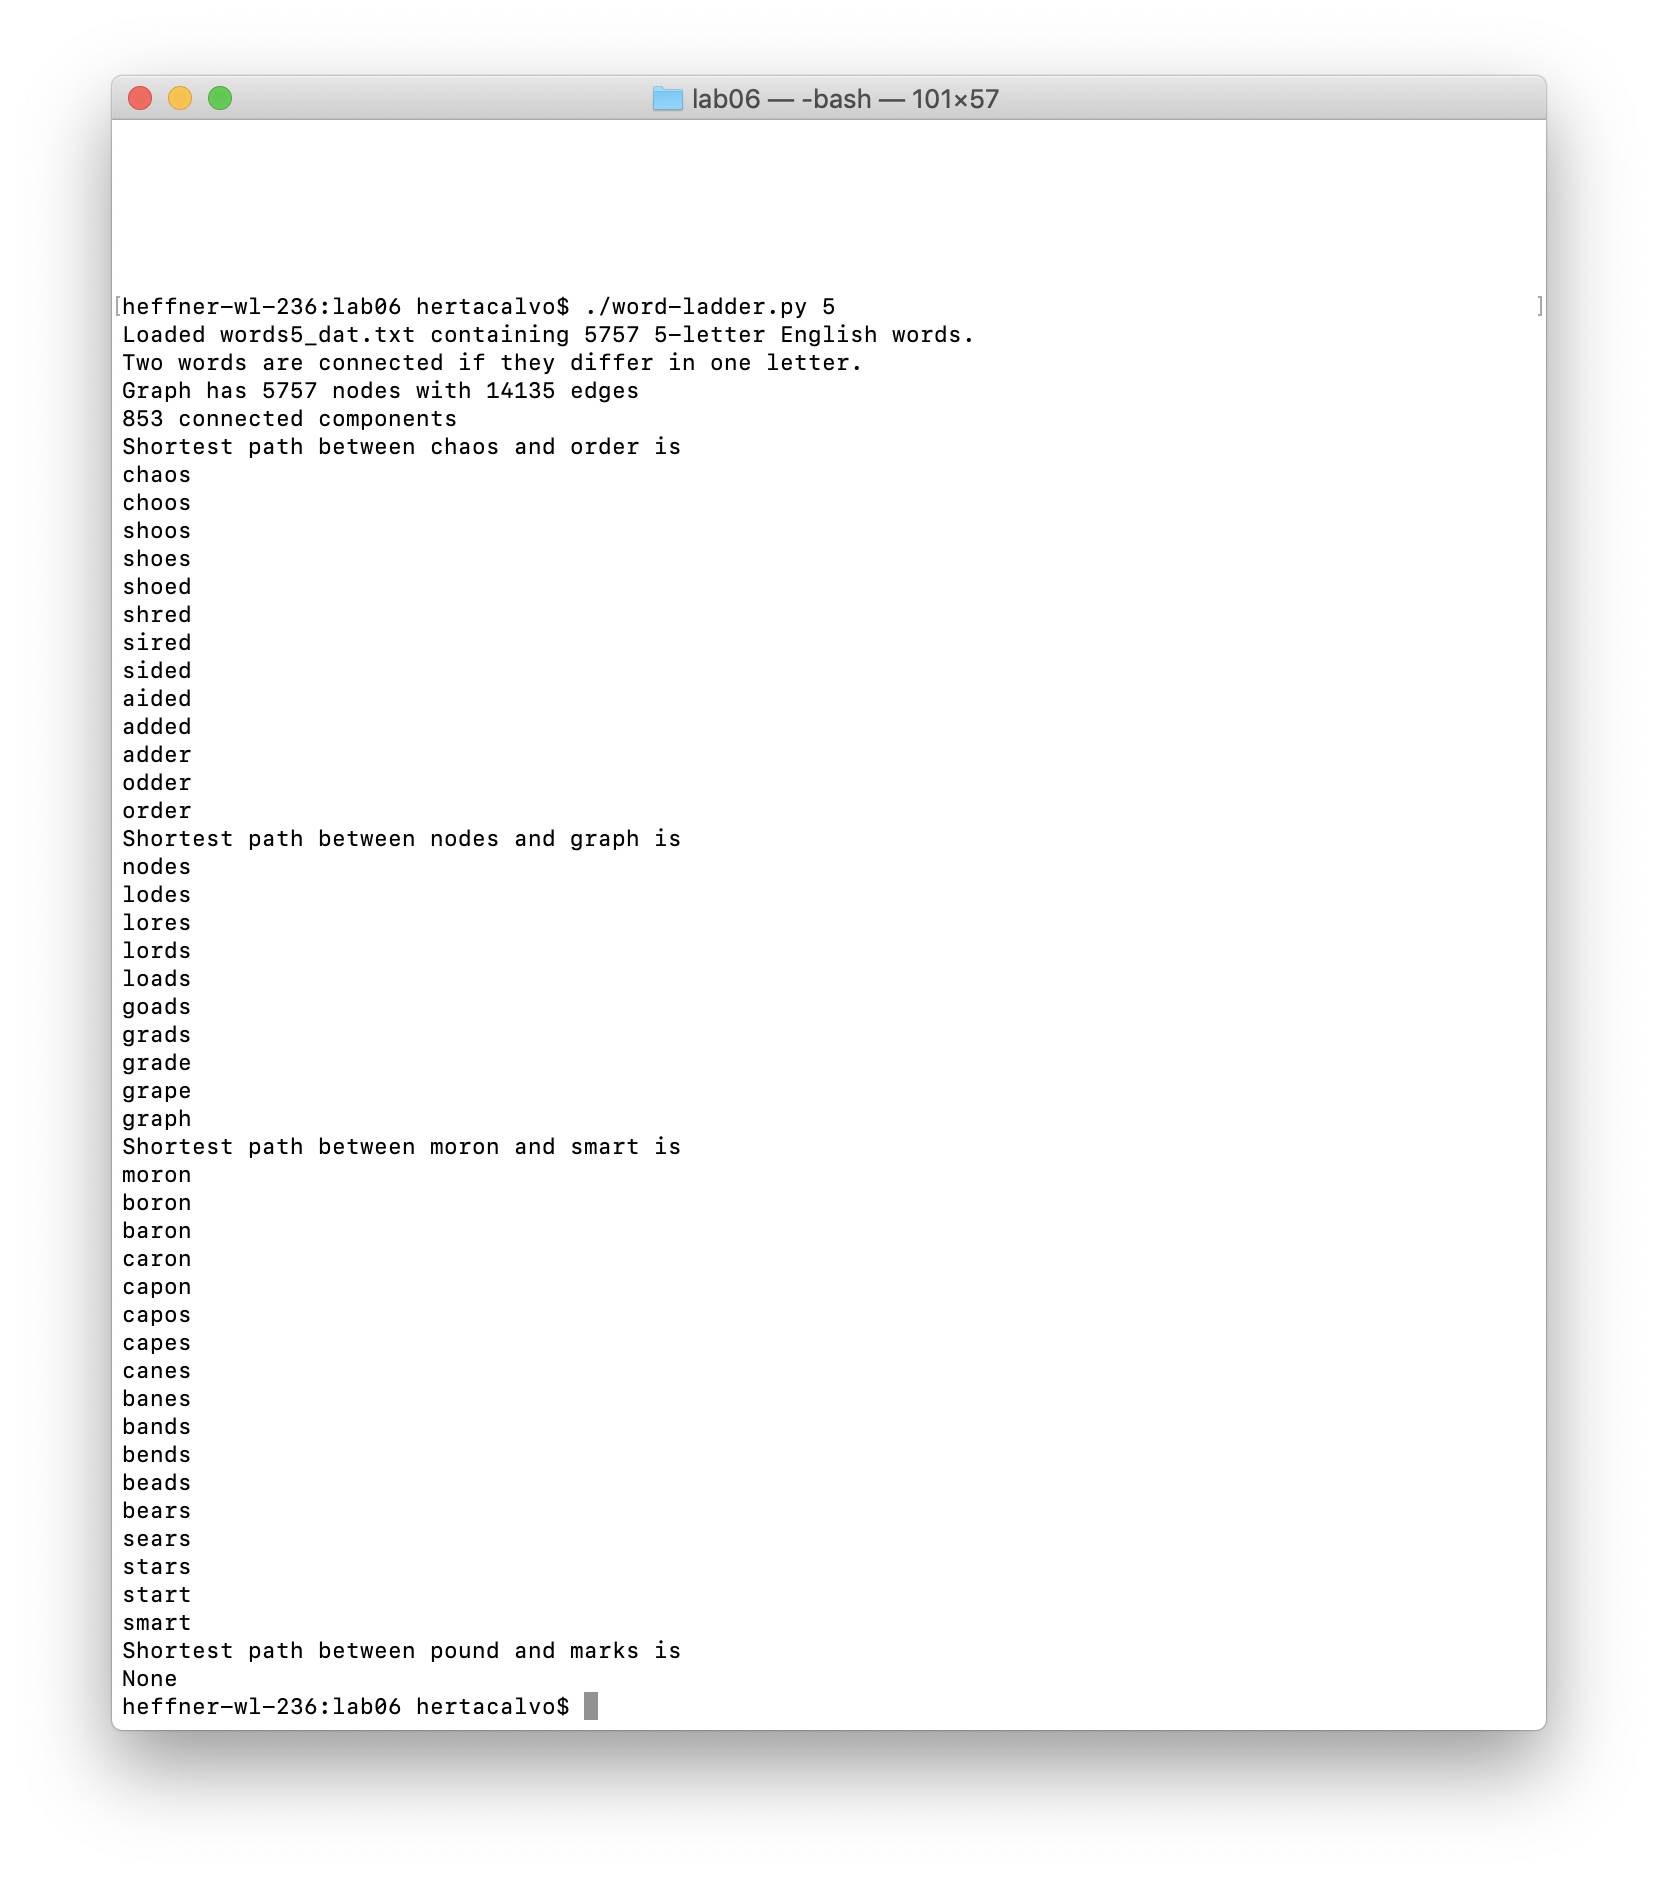 lab06 — -bash — 101×57
[heffner-wl-236:lab06 hertacalvo$ ./word-ladder.py 5 ]
Loaded words5_dat.txt containing 5757 5-letter English words.
Two words are connected if they differ in one letter.
Graph has 5757 nodes with 14135 edges
853 connected components
Shortest path between chaos and order is
chaos
choos
shoos
shoes
shoed
shred
sired
sided
aided
added
adder
odder
order
Shortest path between nodes and graph is
nodes
lodes
lores
lords
loads
goads
grads
grade
grape
graph
Shortest path between moron and smart is
moron
boron
baron
caron
capon
capos
capes
canes
banes
bands
bends
beads
bears
sears
stars
start
smart
Shortest path between pound and marks is
None
heffner-wl-236:lab06 hertacalvo$